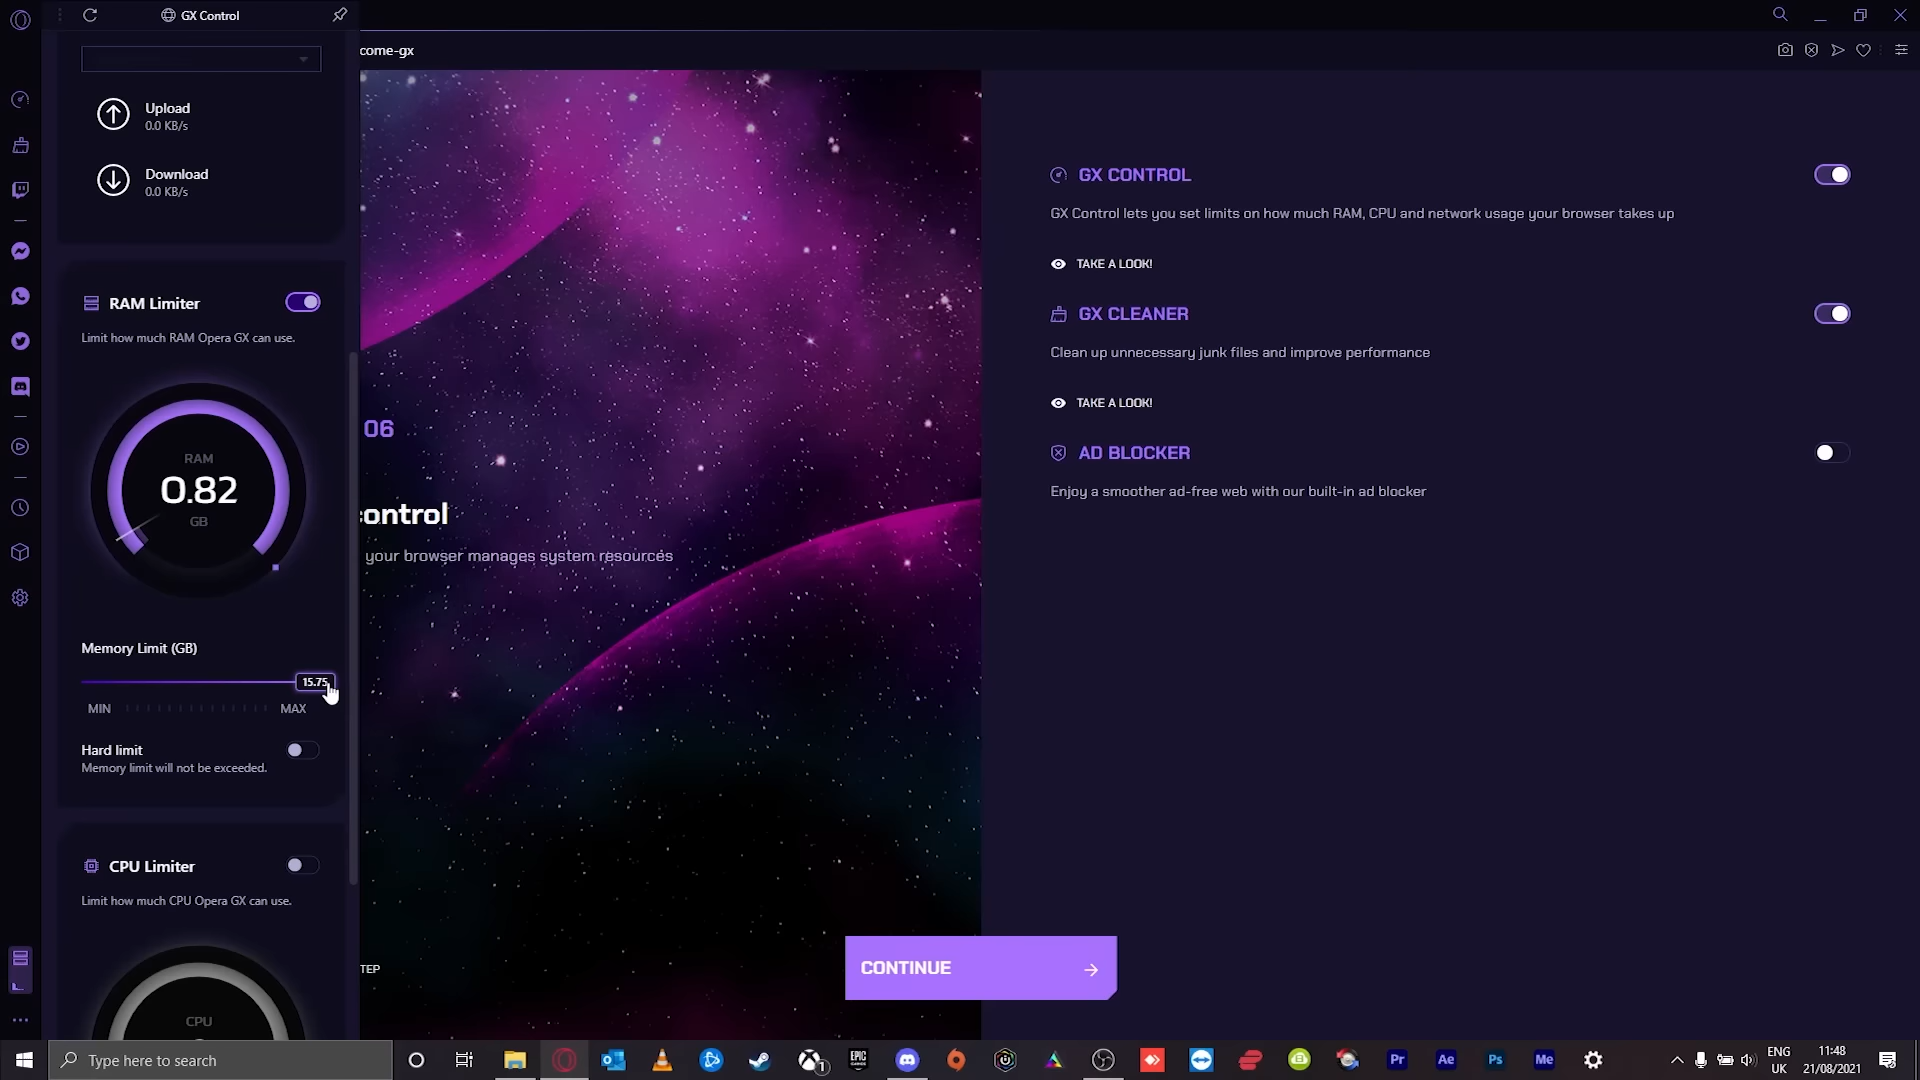 GX Control
come-gx
Upload
0.0 KB/s
Download
0.0 KB/s
RAM Limiter
Limit how much RAM Opera GX can use.
RAM
0.82
GB
Memory Limit (GB)
15.75
MIN
MAX
Hard limit
Memory limit will not be exceeded.
CPU Limiter
Limit how much CPU Opera GX can use.
CPU
06
control
your browser manages system resources
TEP
CONTINUE
GX CONTROL
GX Control lets you set limits on how much RAM, CPU and network usage your browser takes up
TAKE A LOOK!
GX CLEANER
Clean up unnecessary junk files and improve performance
TAKE A LOOK!
AD BLOCKER
Enjoy a smoother ad-free web with our built-in ad blocker
Type here to search
1
EPIC
Pr
Ae
Ps
Me
ENG
UK
11:48
21/08/2021